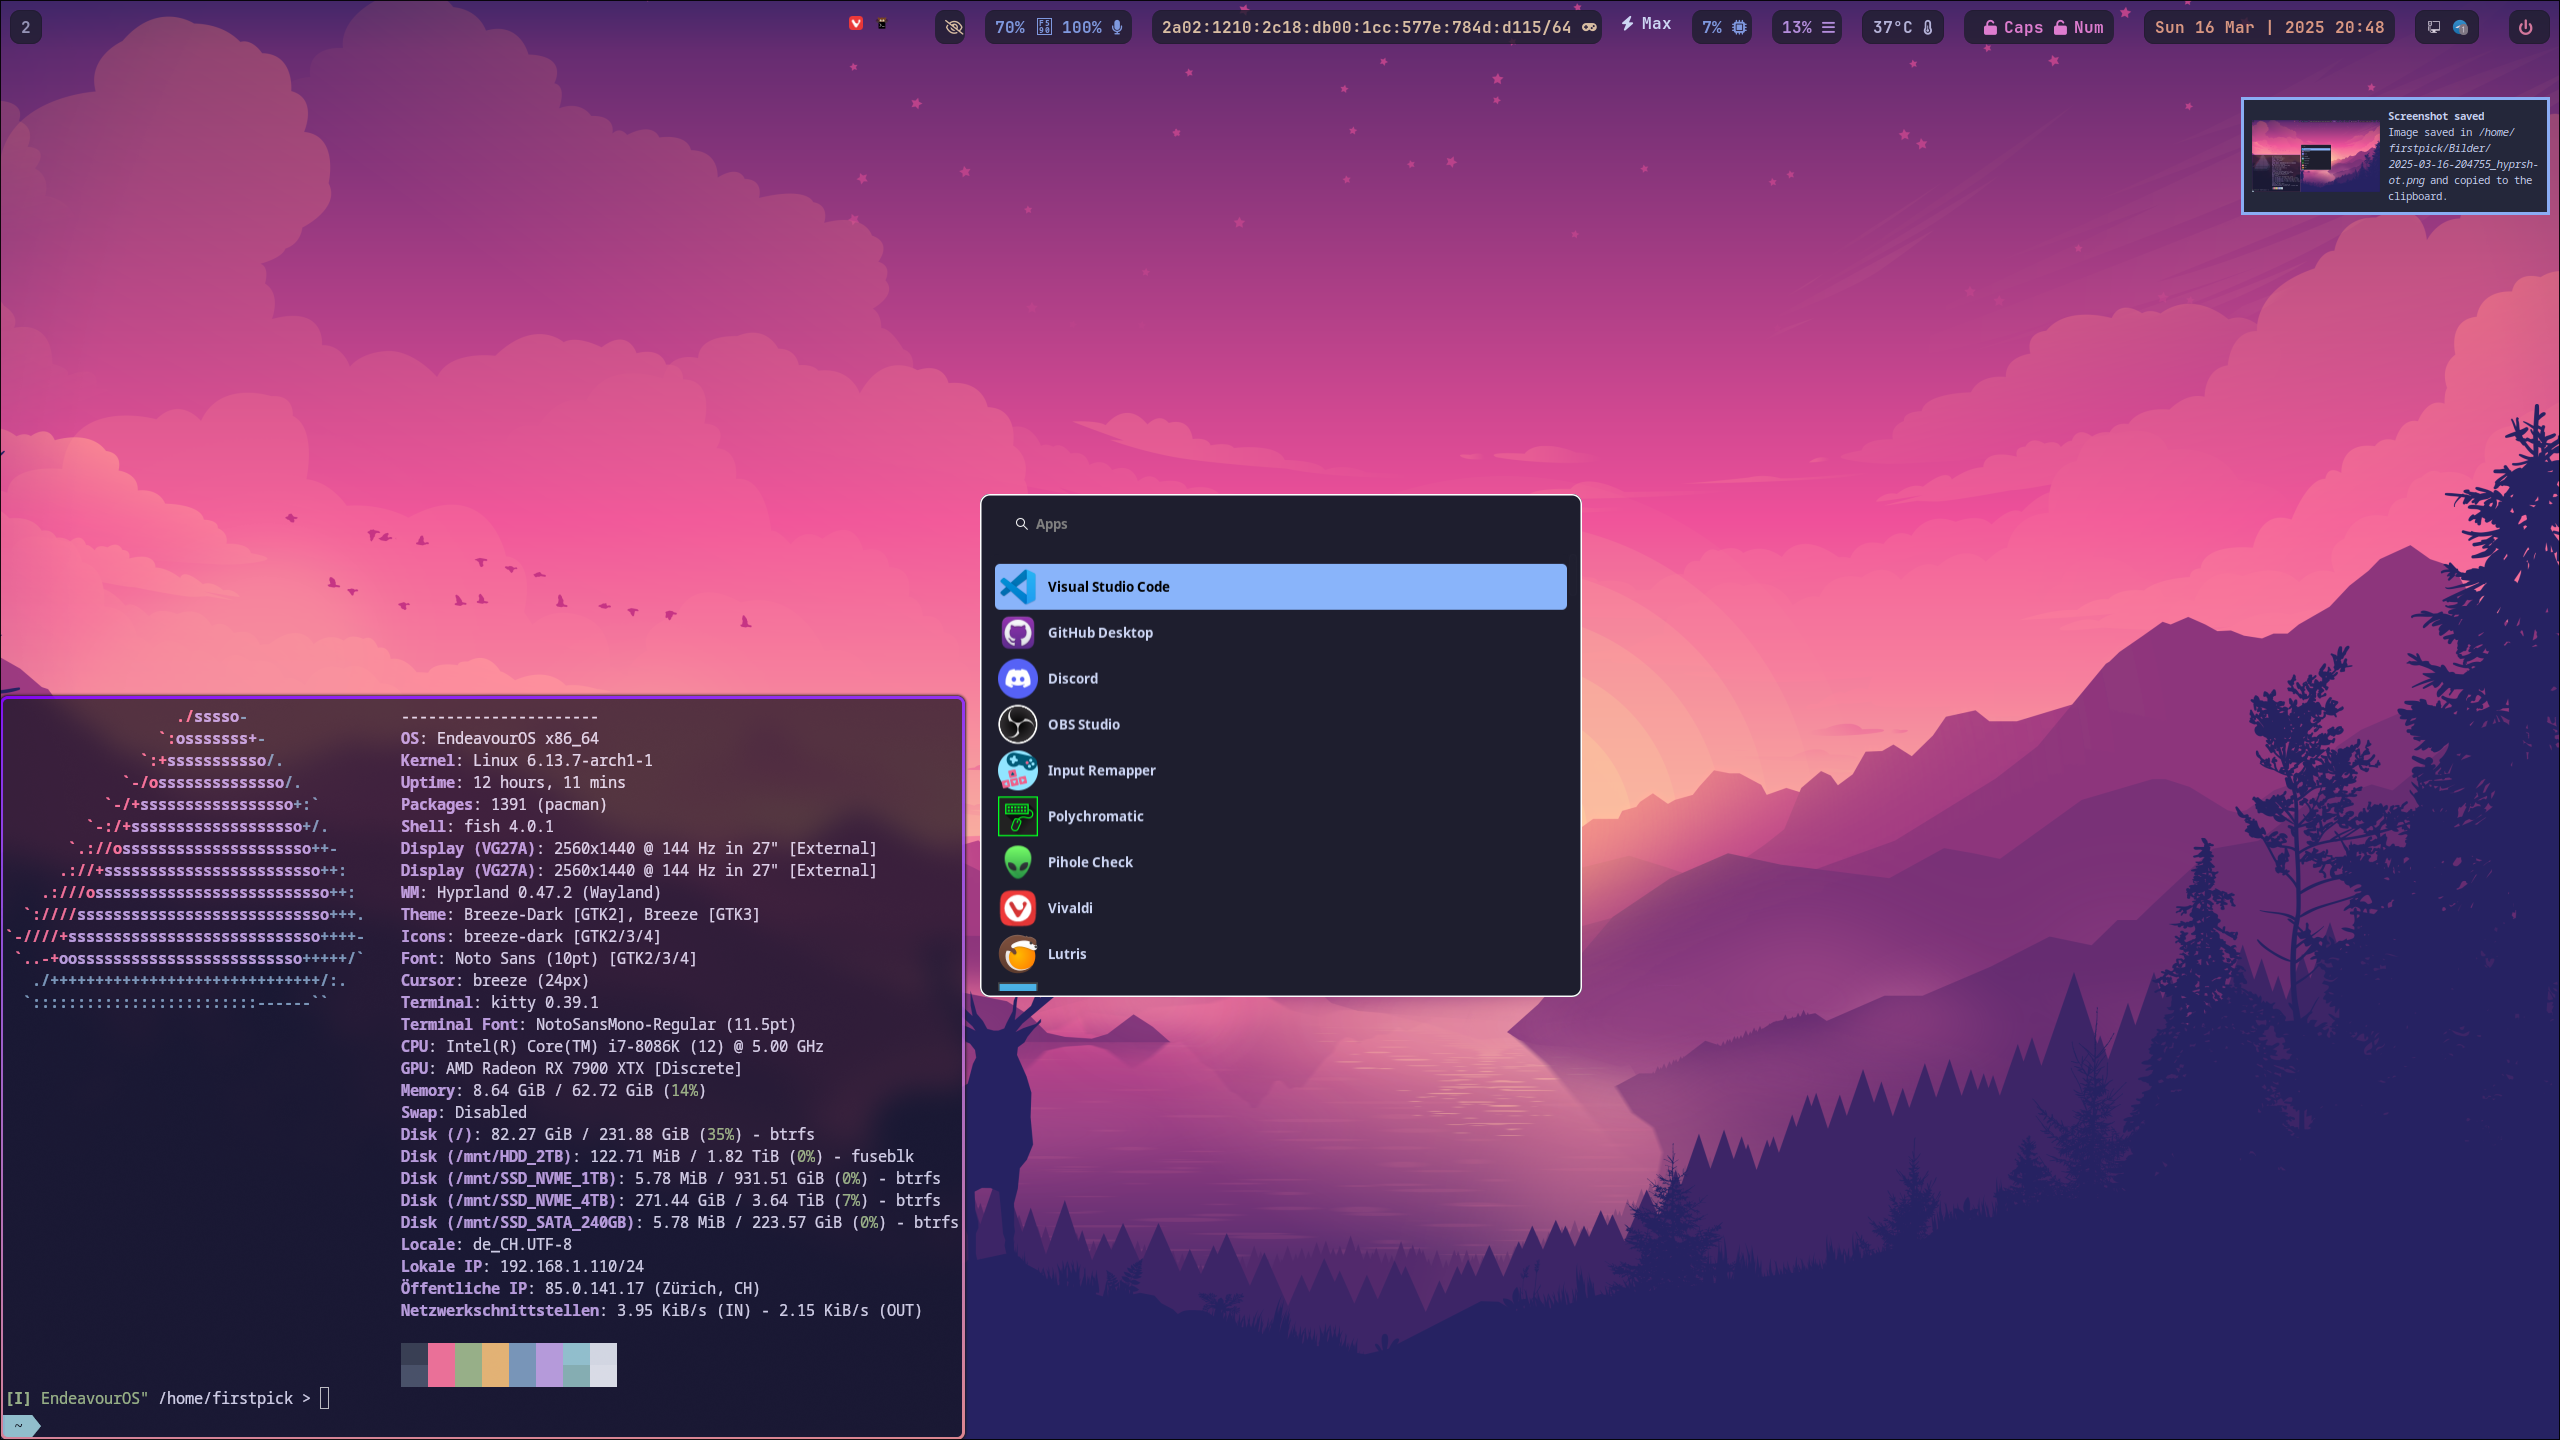 2
70% 100%
2a02:1210:2c18:db00:1cc:577e:784d:d115/64
Max
7%
13%
37°C
Caps Num
Sun 16 Mar | 2025 20:48
Screenshot saved
Image saved in /home/
firstpick/Bilder/
2025-03-16-204755_hyprsh-
ot.png and copied to the
clipboard.
Apps
Visual Studio Code
GitHub Desktop
Discord
OBS Studio
Input Remapper
Polychromatic
Pihole Check
Vivaldi
Lutris
./sssso-
`:osssssss+-
`:+sssssssssso/.
`-/ossssssssssssso/.
`-/+sssssssssssssssso+:`
`-:/+sssssssssssssssssso+/.
`.://osssssssssssssssssssso++-
.://+ssssssssssssssssssssssso++:
.:///ossssssssssssssssssssssssso++:
`:////ssssssssssssssssssssssssssso+++.
`-////+ssssssssssssssssssssssssssso++++-
`..-+oosssssssssssssssssssssssso+++++/`
./++++++++++++++++++++++++++++++/:.
`:::::::::::::::::::::::::------``
----------------------
OS: EndeavourOS x86_64
Kernel: Linux 6.13.7-arch1-1
Uptime: 12 hours, 11 mins
Packages: 1391 (pacman)
Shell: fish 4.0.1
Display (VG27A): 2560x1440 @ 144 Hz in 27" [External]
Display (VG27A): 2560x1440 @ 144 Hz in 27" [External]
WM: Hyprland 0.47.2 (Wayland)
Theme: Breeze-Dark [GTK2], Breeze [GTK3]
Icons: breeze-dark [GTK2/3/4]
Font: Noto Sans (10pt) [GTK2/3/4]
Cursor: breeze (24px)
Terminal: kitty 0.39.1
Terminal Font: NotoSansMono-Regular (11.5pt)
CPU: Intel(R) Core(TM) i7-8086K (12) @ 5.00 GHz
GPU: AMD Radeon RX 7900 XTX [Discrete]
Memory: 8.64 GiB / 62.72 GiB (14%)
Swap: Disabled
Disk (/): 82.27 GiB / 231.88 GiB (35%) - btrfs
Disk (/mnt/HDD_2TB): 122.71 MiB / 1.82 TiB (0%) - fuseblk
Disk (/mnt/SSD_NVME_1TB): 5.78 MiB / 931.51 GiB (0%) - btrfs
Disk (/mnt/SSD_NVME_4TB): 271.44 GiB / 3.64 TiB (7%) - btrfs
Disk (/mnt/SSD_SATA_240GB): 5.78 MiB / 223.57 GiB (0%) - btrfs
Locale: de_CH.UTF-8
Lokale IP: 192.168.1.110/24
Öffentliche IP: 85.0.141.17 (Zürich, CH)
Netzwerkschnittstellen: 3.95 KiB/s (IN) - 2.15 KiB/s (OUT)
[I] EndeavourOS" /home/firstpick >
~